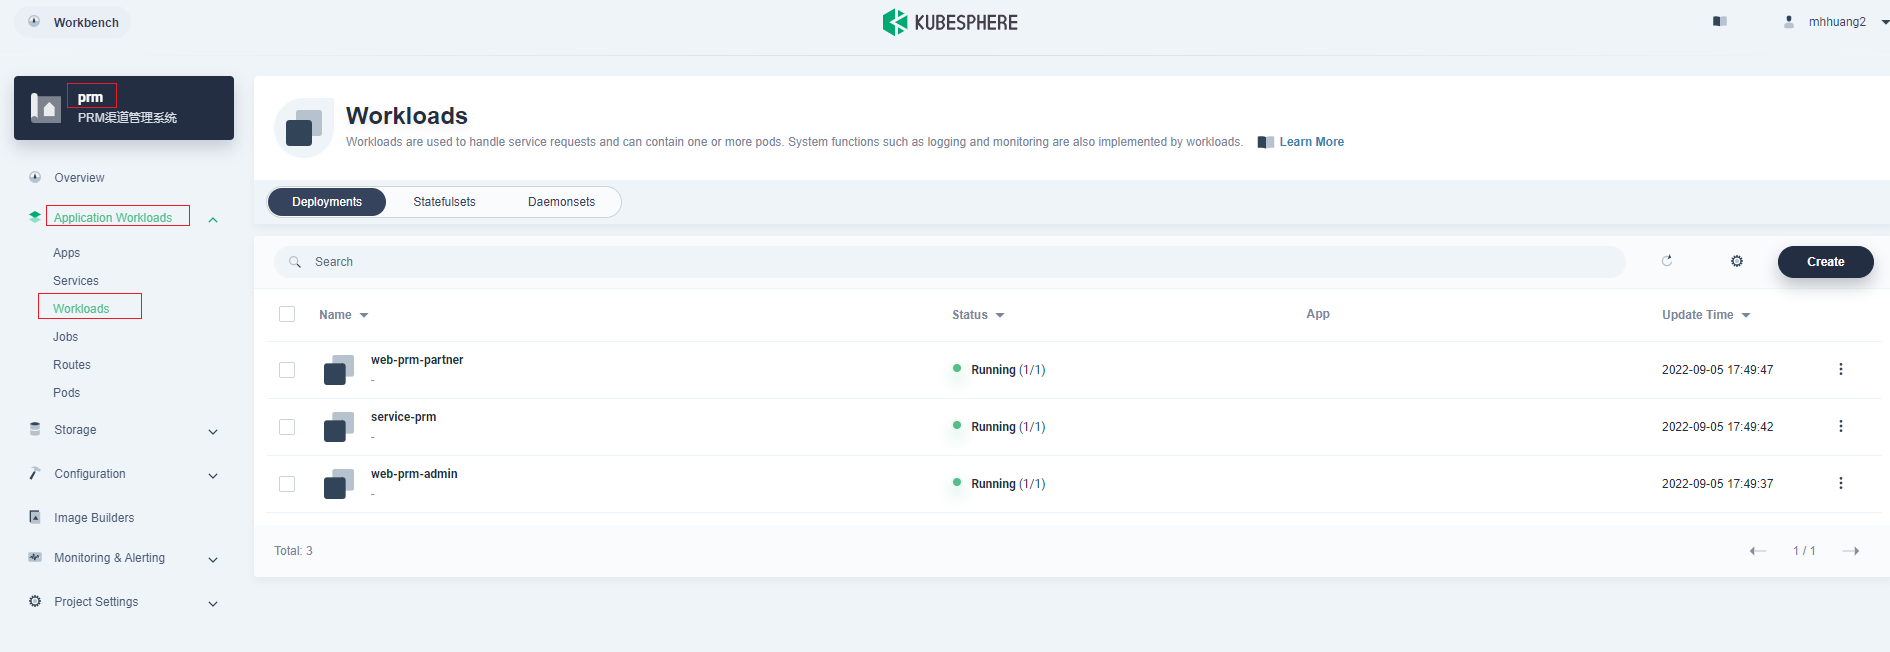 Workbench
KUBESPHERE
mhhuang2
prm
PRM渠道管理系统
Overview
Application Workloads
Apps
Services
Workloads
Jobs
Routes
Pods
Storage
Configuration
Image Builders
Monitoring & Alerting
Project Settings
Workloads
Workloads are used to handle service requests and can contain one or more pods. System functions such as logging and monitoring are also implemented by workloads. Learn More
Deployments Statefulsets Daemonsets
Search
Create
Name Status App Update Time
web-prm-partner
-
Running (1/1)
2022-09-05 17:49:47
service-prm
-
Running (1/1)
2022-09-05 17:49:42
web-prm-admin
-
Running (1/1)
2022-09-05 17:49:37
Total: 3
1 / 1